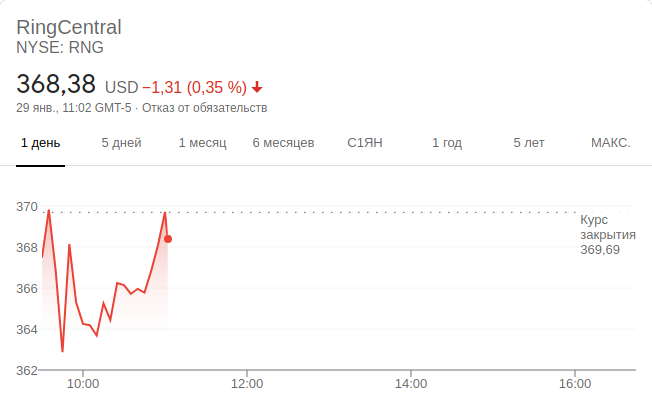 RingCentral
NYSE: RNG
368,38 USD −1,31 (0,35 %)
29 янв., 11:02 GMT-5 · Отказ от обязательств
1 день 5 дней 1 месяц 6 месяцев С1ЯН 1 год 5 лет МАКС.
370
Курс
закрытия
369,69
368
366
364
362
10:00 12:00 14:00 16:00